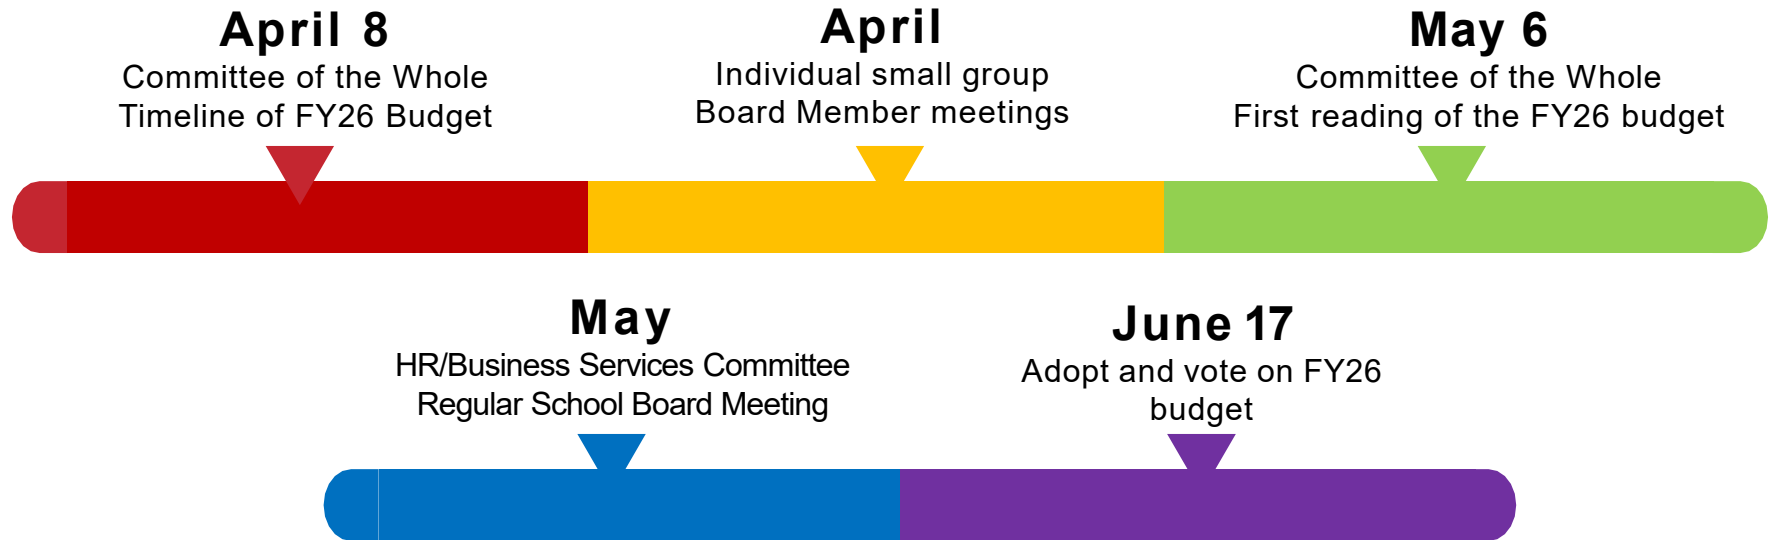 April 8
Committee of the Whole
Timeline of FY26 Budget
April
Individual small group
Board Member meetings
May 6
Committee of the Whole
First reading of the FY26 budget
May
HR/Business Services Committee
Regular School Board Meeting
June 17
Adopt and vote on FY26
budget